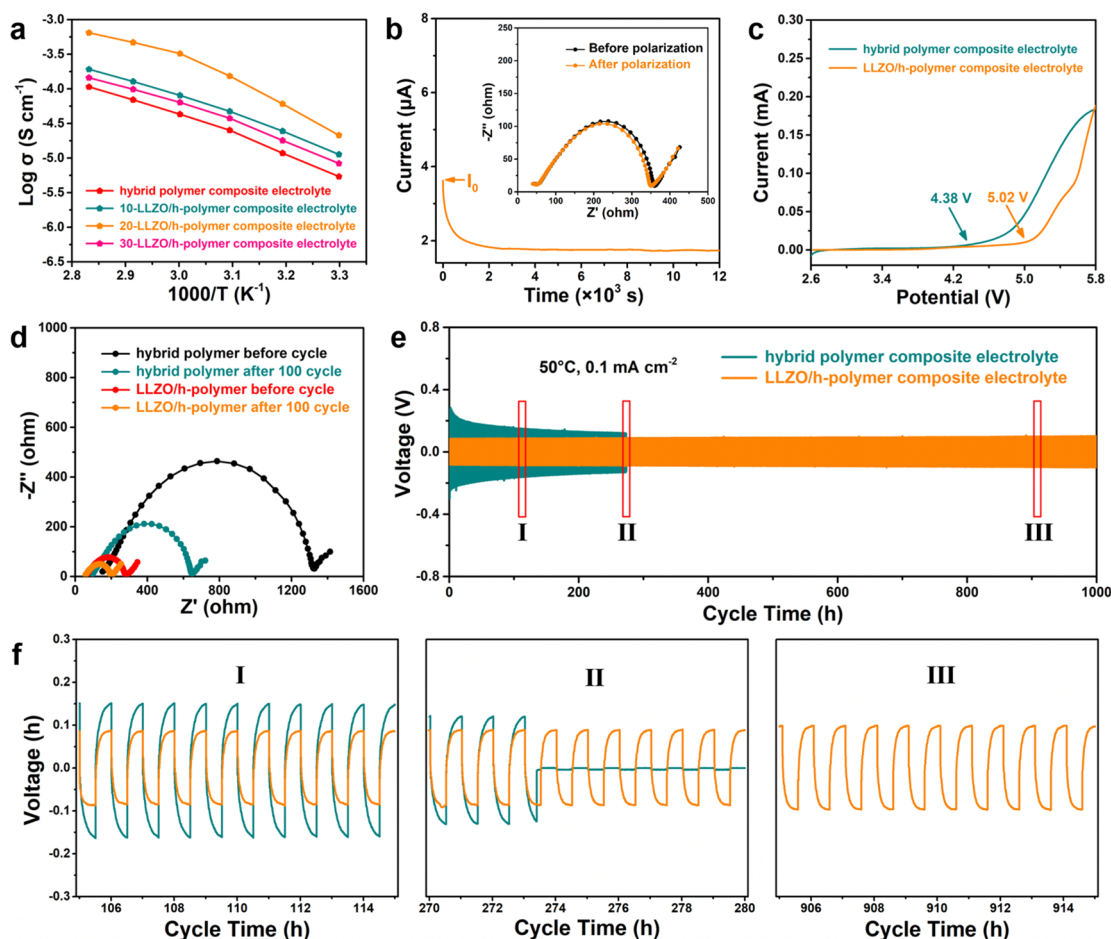 a
-3.0
-3.5
-4.0
-4.5
-5.0
-5.5
-6.0
-6.5
Log σ (S cm⁻¹)
hybrid polymer composite electrolyte
10-LLZO/h-polymer composite electrolyte
20-LLZO/h-polymer composite electrolyte
30-LLZO/h-polymer composite electrolyte
2.8 2.9 3.0 3.1 3.2 3.3
1000/T (K⁻¹)
b
8
6
4
2
Current (μA)
I₀
250
200
150
100
50
0
-Z'' (ohm)
Before polarization
After polarization
0 100 200 300 400 500
Z' (ohm)
0 2 4 6 8 10 12
Time (×10³ s)
c
0.20
0.15
0.10
0.05
0.00
Current (mA)
hybrid polymer composite electrolyte
LLZO/h-polymer composite electrolyte
4.38 V
5.02 V
2.6 3.4 4.2 5.0 5.8
Potential (V)
d
1000
800
600
400
200
0
-Z'' (ohm)
hybrid polymer before cycle
hybrid polymer after 100 cycle
LLZO/h-polymer before cycle
LLZO/h-polymer after 100 cycle
0 400 800 1200 1600
Z' (ohm)
e
0.8
0.4
0.0
-0.4
-0.8
Voltage (V)
50°C, 0.1 mA cm⁻²
hybrid polymer composite electrolyte
LLZO/h-polymer composite electrolyte
I
II
III
0 200 400 600 800 1000
Cycle Time (h)
f
0.3
0.2
0.1
0.0
-0.1
-0.2
-0.3
Voltage (h)
I
106 108 110 112 114
Cycle Time (h)
II
270 272 274 276 278 280
Cycle Time (h)
III
906 908 910 912 914
Cycle Time (h)